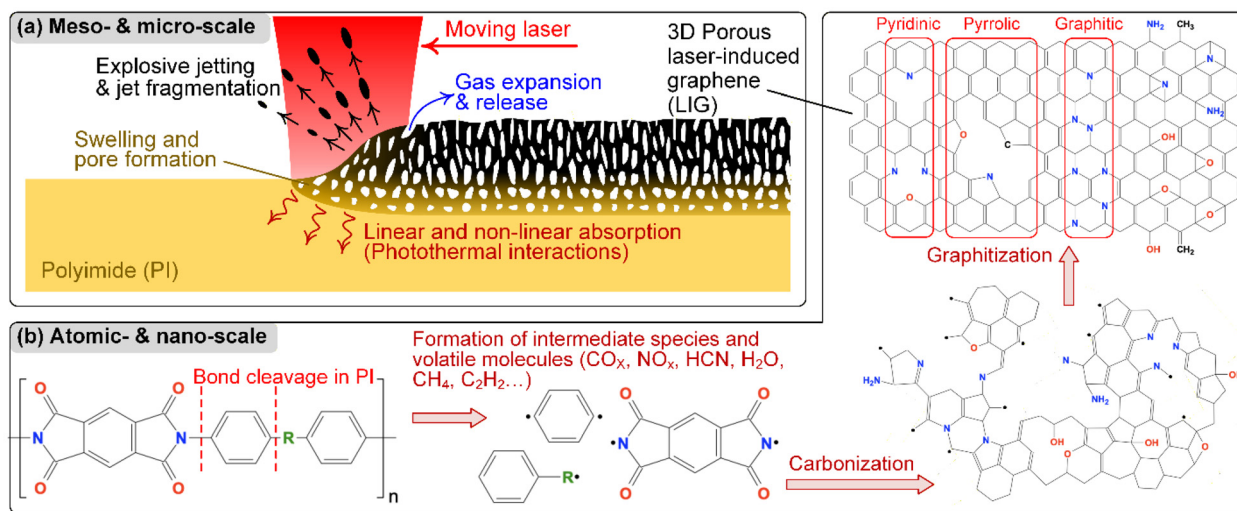 (a) Meso- & micro-scale
Moving laser
Explosive jetting
& jet fragmentation
Gas expansion
& release
Swelling and
pore formation
Linear and non-linear absorption
(Photothermal interactions)
Polyimide (PI)
3D Porous
laser-induced
graphene
(LIG)
Pyridinic
Pyrrolic
Graphitic
NH2
CH3
N
N
N
N
O
C
N
N
NH2
OH
O
N
N
N
N
N
N
O
O
N
N
O
OH
CH2
Graphitization
(b) Atomic- & nano-scale
Bond cleavage in PI
O
O
N
N
R
O
O
n
Formation of intermediate species and
volatile molecules (COX, NOx, HCN, H2O,
CH4, C2H2...)
O
O
•N
N•
O
O
R•
Carbonization
O
N
H2N
N
N
N
N
N
N
N
NH2
OH
OH
OH
O
O